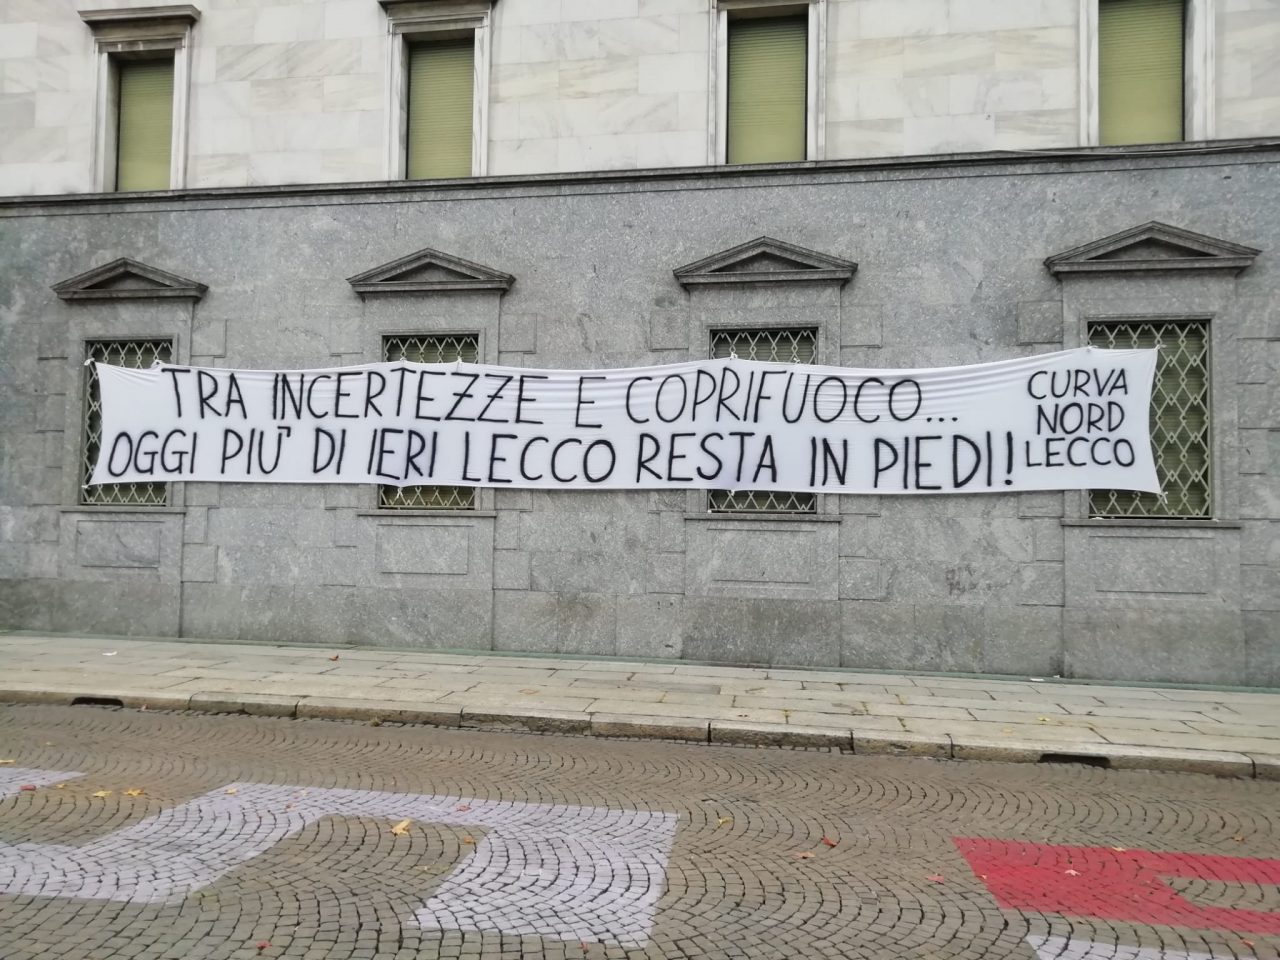 TRA INCERTEZZE E COPRIFUOCO...
OGGI PIU' DI IERI LECCO RESTA IN PIEDI!
CURVA
NORD
LECCO